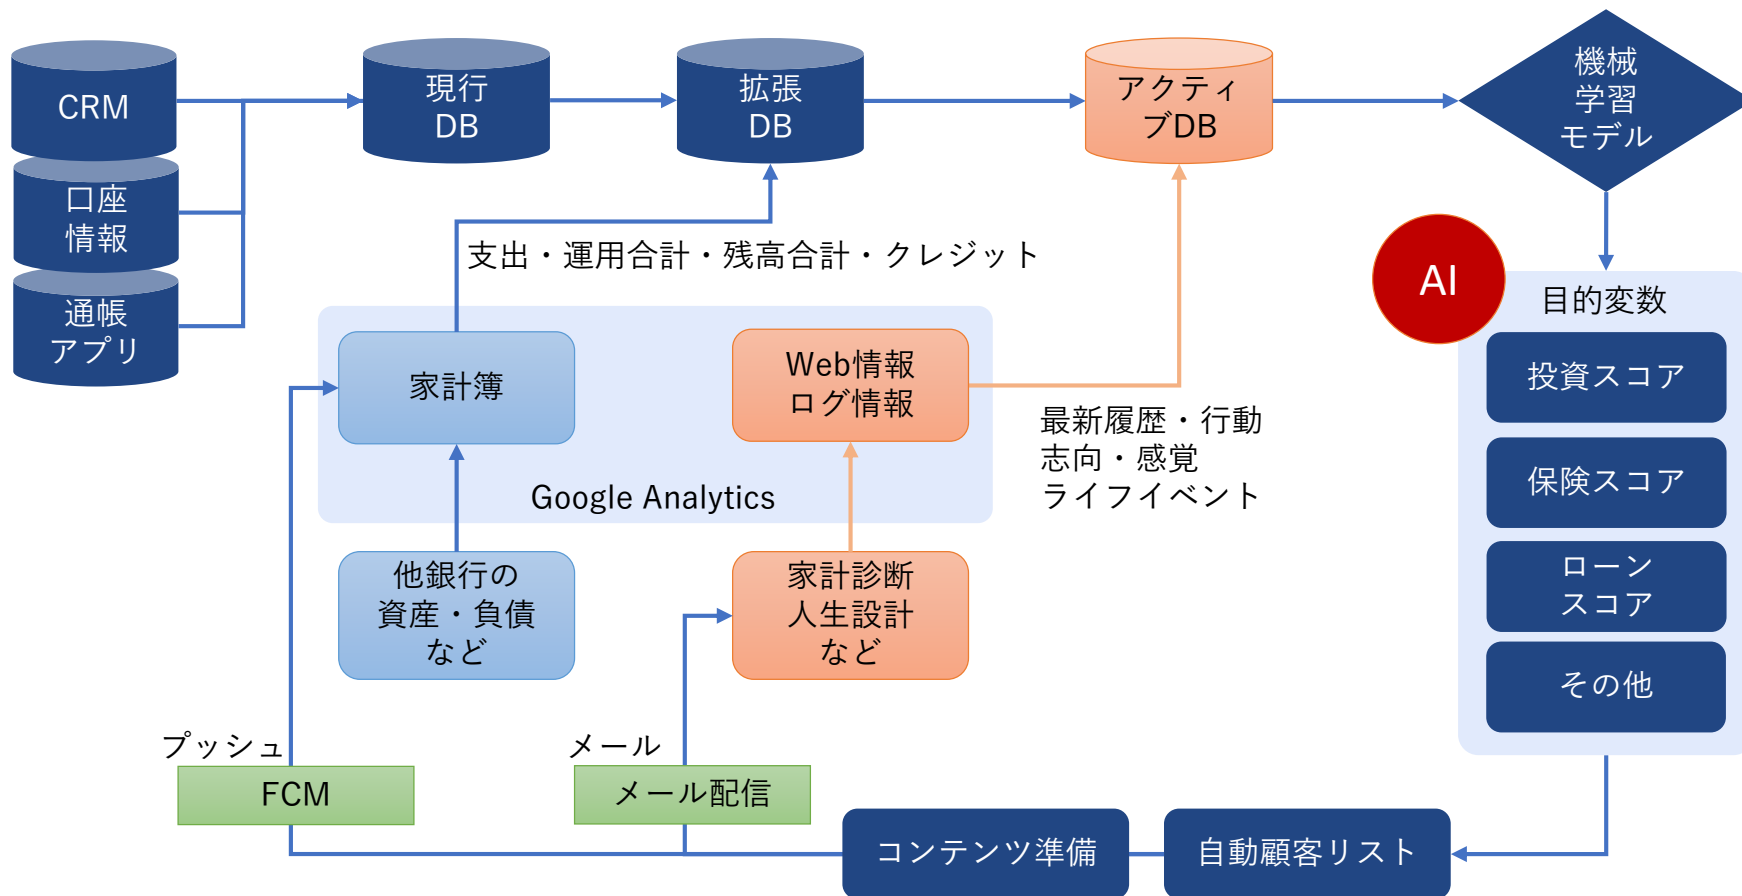 CRM
口座
情報
通帳
アプリ
現行
DB
拡張
DB
アクティ
ブDB
機械
学習
モデル
支出・運用合計・残高合計・クレジット
AI
目的変数
投資スコア
保険スコア
ローン
スコア
その他
家計簿
Web情報
ログ情報
Google Analytics
最新履歴・行動
志向・感覚
ライフイベント
他銀行の
資産・負債
など
家計診断
人生設計
など
プッシュ
FCM
メール
メール配信
コンテンツ準備
自動顧客リスト